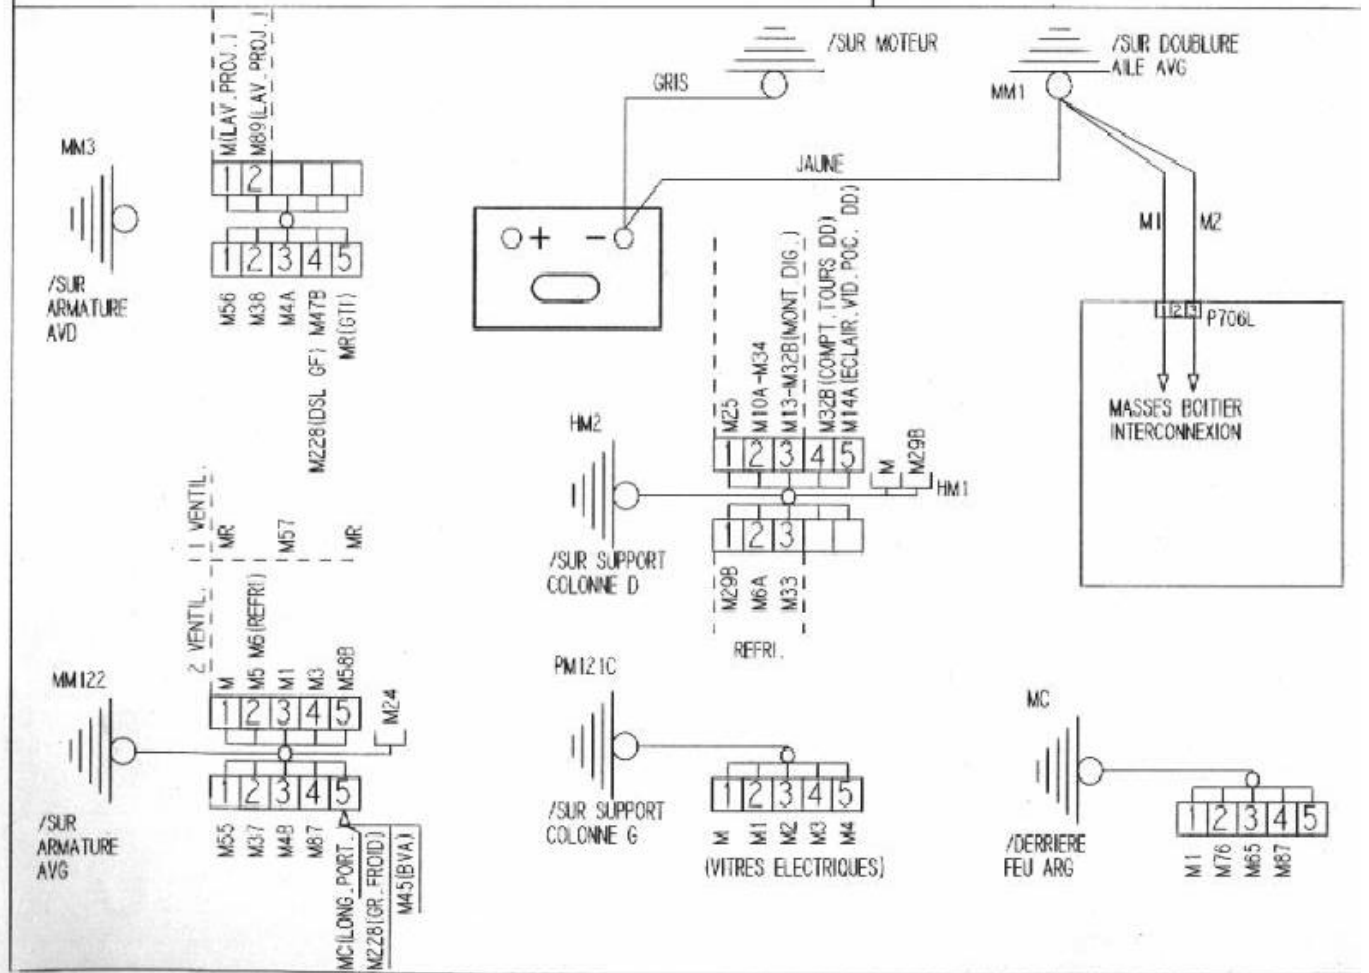 /SUR MOTEUR
/SUR DOUBLURE
AILE AVG
GRIS
MM1
JAUNE
M1
M2
+ -
1 2 3
P706L
MASSES BOITIER
INTERCONNEXION
MM3
M(LAV.PROJ.)
M89(LAV.PROJ.)
1 2
1 2 3 4 5
/SUR
ARMATURE
AVD
M56
M38
M4A
M228(DSL GF) M47B
MR(GTI)
HM2
M25
M10A-M34
M13-M32B(MONT.DIG.)
M32B(COMPT.TOURS DD)
M14A(ECLAIR.VID.POC. DD)
1 2 3 4 5
M
M29B
HM1
1 2 3
/SUR SUPPORT
COLONNE D
M29B
M6A
M33
REFRI.
1 VENTIL.
MR
M57
MR
2 VENTIL.
MM122
M
M5 M6(REFRI)
M1
M3
M58B
M24
1 2 3 4 5
1 2 3 4 5
/SUR
ARMATURE
AVG
M55
M37
M48
M87
MC(LONG.PORT.)
M228(GR.FROID)
M45(BVA)
PM121C
1 2 3 4 5
/SUR SUPPORT
COLONNE G
M
M1
M2
M3
M4
(VITRES ELECTRIQUES)
MC
1 2 3 4 5
/DERRIERE
FEU ARG
M1
M76
M65
M87